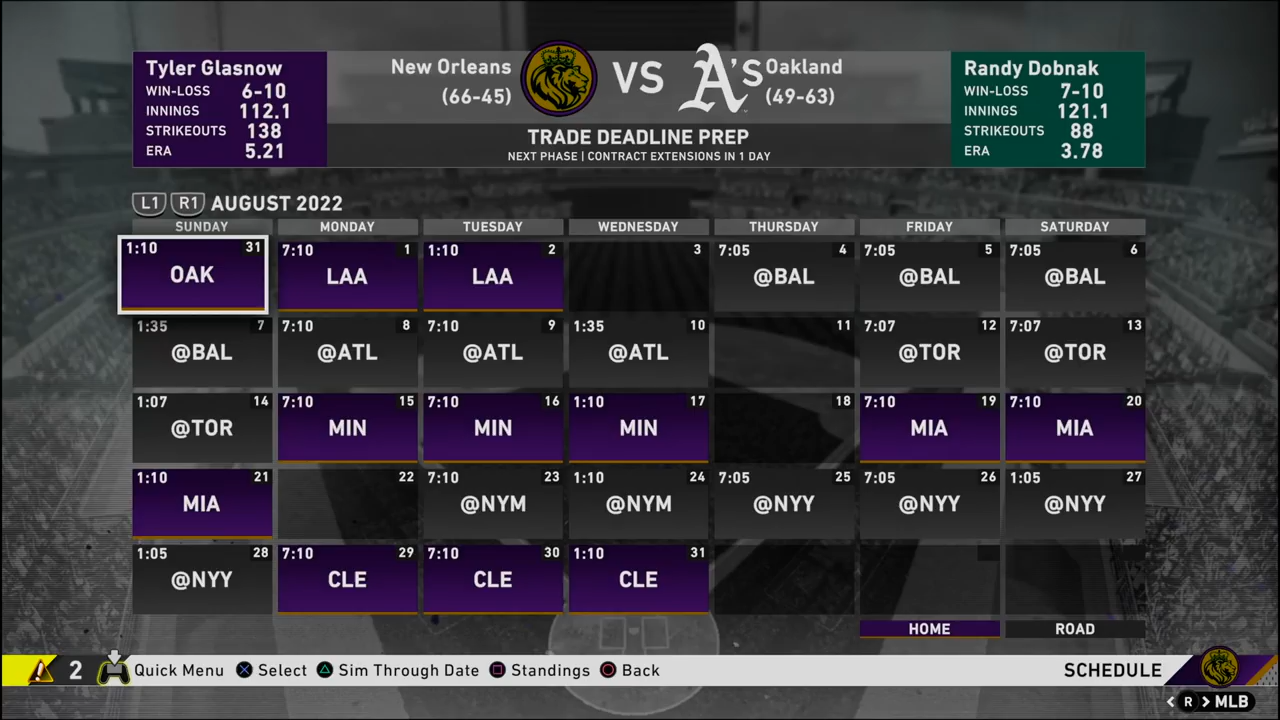 Tyler Glasnow
WIN-LOSS 6-10
INNINGS 112.1
STRIKEOUTS 138
ERA 5.21
New Orleans
(66-45)
VS
A's
Oakland
(49-63)
TRADE DEADLINE PREP
NEXT PHASE | CONTRACT EXTENSIONS IN 1 DAY
Randy Dobnak
WIN-LOSS 7-10
INNINGS 121.1
STRIKEOUTS 88
ERA 3.78
L1 R1 AUGUST 2022
SUNDAY MONDAY TUESDAY WEDNESDAY THURSDAY FRIDAY SATURDAY
1:10 31 7:10 1 1:10 2 3 7:05 4 7:05 5 7:05 6
OAK LAA LAA @BAL @BAL @BAL
1:35 7 7:10 8 7:10 9 1:35 10 11 7:07 12 7:07 13
@BAL @ATL @ATL @ATL @TOR @TOR
1:07 14 7:10 15 7:10 16 1:10 17 18 7:10 19 7:10 20
@TOR MIN MIN MIN MIA MIA
1:10 21 22 7:10 23 1:10 24 7:05 25 7:05 26 1:05 27
MIA @NYM @NYM @NYY @NYY @NYY
1:05 28 7:10 29 7:10 30 1:10 31
@NYY CLE CLE CLE
HOME ROAD
2 Quick Menu Select Sim Through Date Standings Back SCHEDULE
< R > MLB